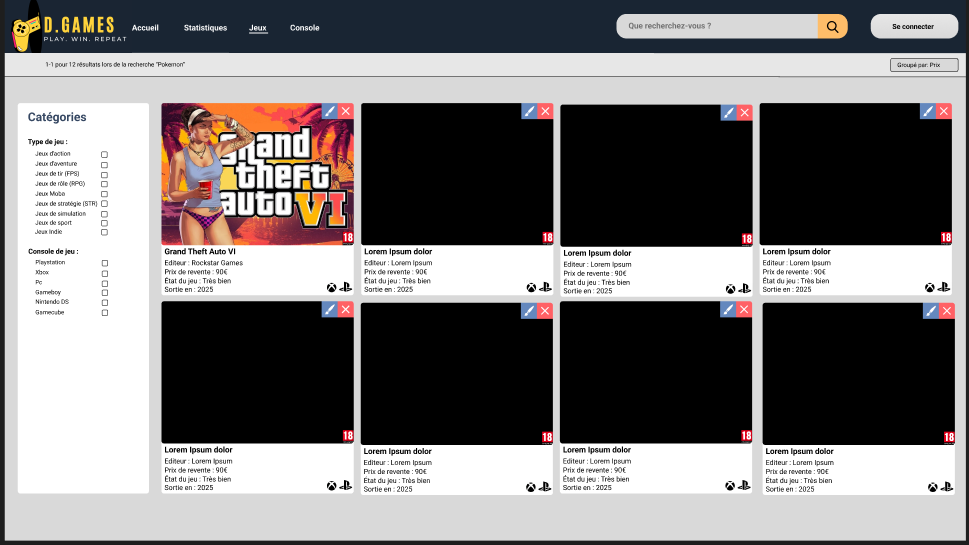 D.GAMES
PLAY. WIN. REPEAT
Accueil
Statistiques
Jeux
Console
Que recherchez-vous ?
Se connecter
1-1 pour 12 résultats lors de la recherche "Pokemon"
Groupé par: Prix
Catégories
Type de jeu :
Jeux d'action
Jeux d'aventure
Jeux de tir (FPS)
Jeux de rôle (RPG)
Jeux Moba
Jeux de stratégie (STR)
Jeux de simulation
Jeux de sport
Jeux Indie
Console de jeu :
Playstation
Xbox
Pc
Gameboy
Nintendo DS
Gamecube
grand
theft
auto VI
18
Grand Theft Auto VI
Editeur : Rockstar Games
Prix de revente : 90€
État du jeu : Très bien
Sortie en : 2025
18
Lorem Ipsum dolor
Editeur : Lorem Ipsum
Prix de revente : 90€
État du jeu : Très bien
Sortie en : 2025
18
Lorem Ipsum dolor
Editeur : Lorem Ipsum
Prix de revente : 90€
État du jeu : Très bien
Sortie en : 2025
18
Lorem Ipsum dolor
Editeur : Lorem Ipsum
Prix de revente : 90€
État du jeu : Très bien
Sortie en : 2025
18
Lorem Ipsum dolor
Editeur : Lorem Ipsum
Prix de revente : 90€
État du jeu : Très bien
Sortie en : 2025
18
Lorem Ipsum dolor
Editeur : Lorem Ipsum
Prix de revente : 90€
État du jeu : Très bien
Sortie en : 2025
18
Lorem Ipsum dolor
Editeur : Lorem Ipsum
Prix de revente : 90€
État du jeu : Très bien
Sortie en : 2025
18
Lorem Ipsum dolor
Editeur : Lorem Ipsum
Prix de revente : 90€
État du jeu : Très bien
Sortie en : 2025